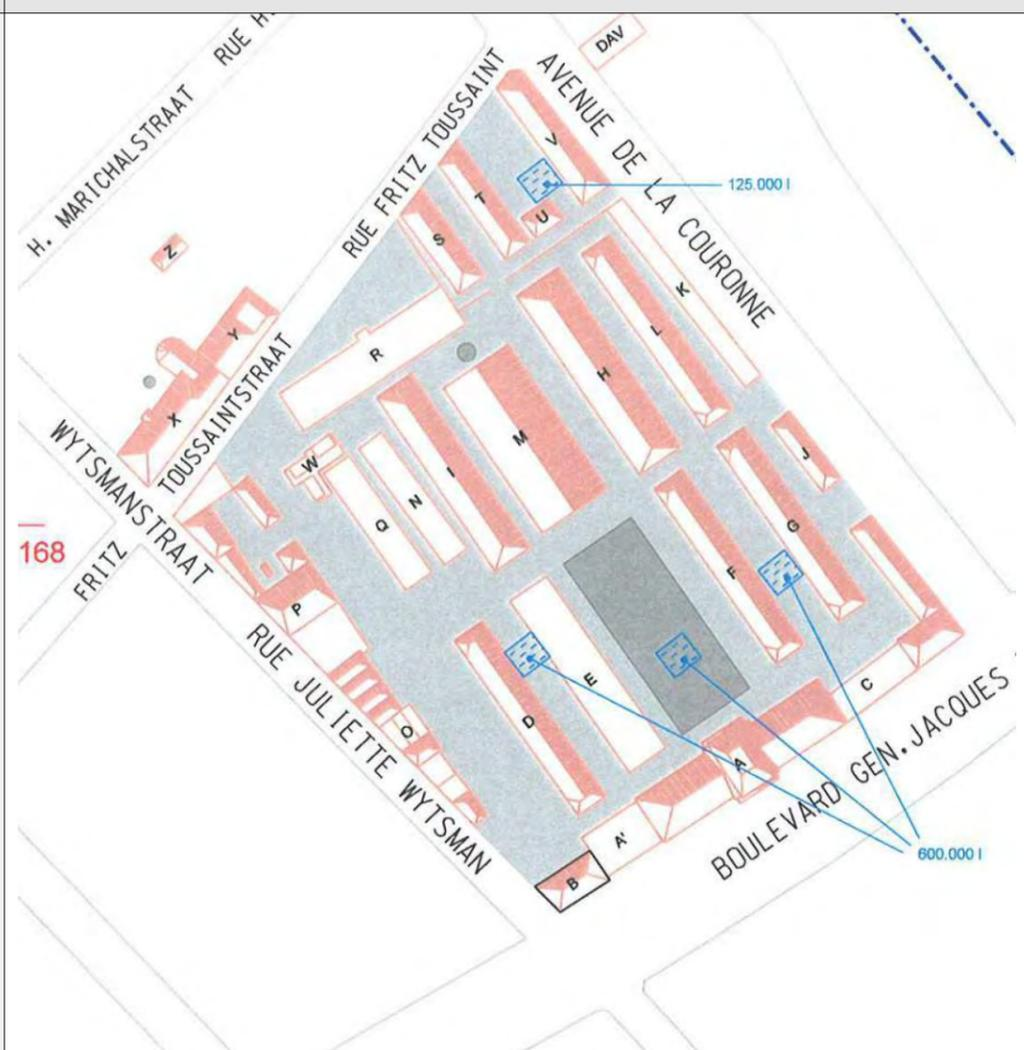 RUE H.
DAV
H. MARICHALSTRAAT
RUE FRITZ TOUSSAINT
AVENUE DE LA COURONNE
V
125.000 l
T
U
S
Z
K
Y
L
R
H
X
M
TOUSSAINTSTRAAT
WYTSMANSTRAAT
I
J
W
N
Q
G
168
FRITZ
F
P
RUE JULIETTE WYTSMAN
E
C
D
O
A
BOULEVARD GEN.JACQUES
A'
600.000 l
B